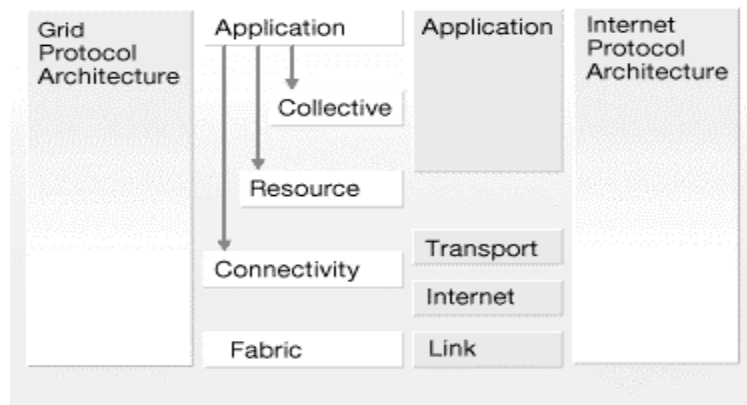 Grid
Protocol
Architecture
Application
Collective
Resource
Connectivity
Fabric
Application
Transport
Internet
Link
Internet
Protocol
Architecture